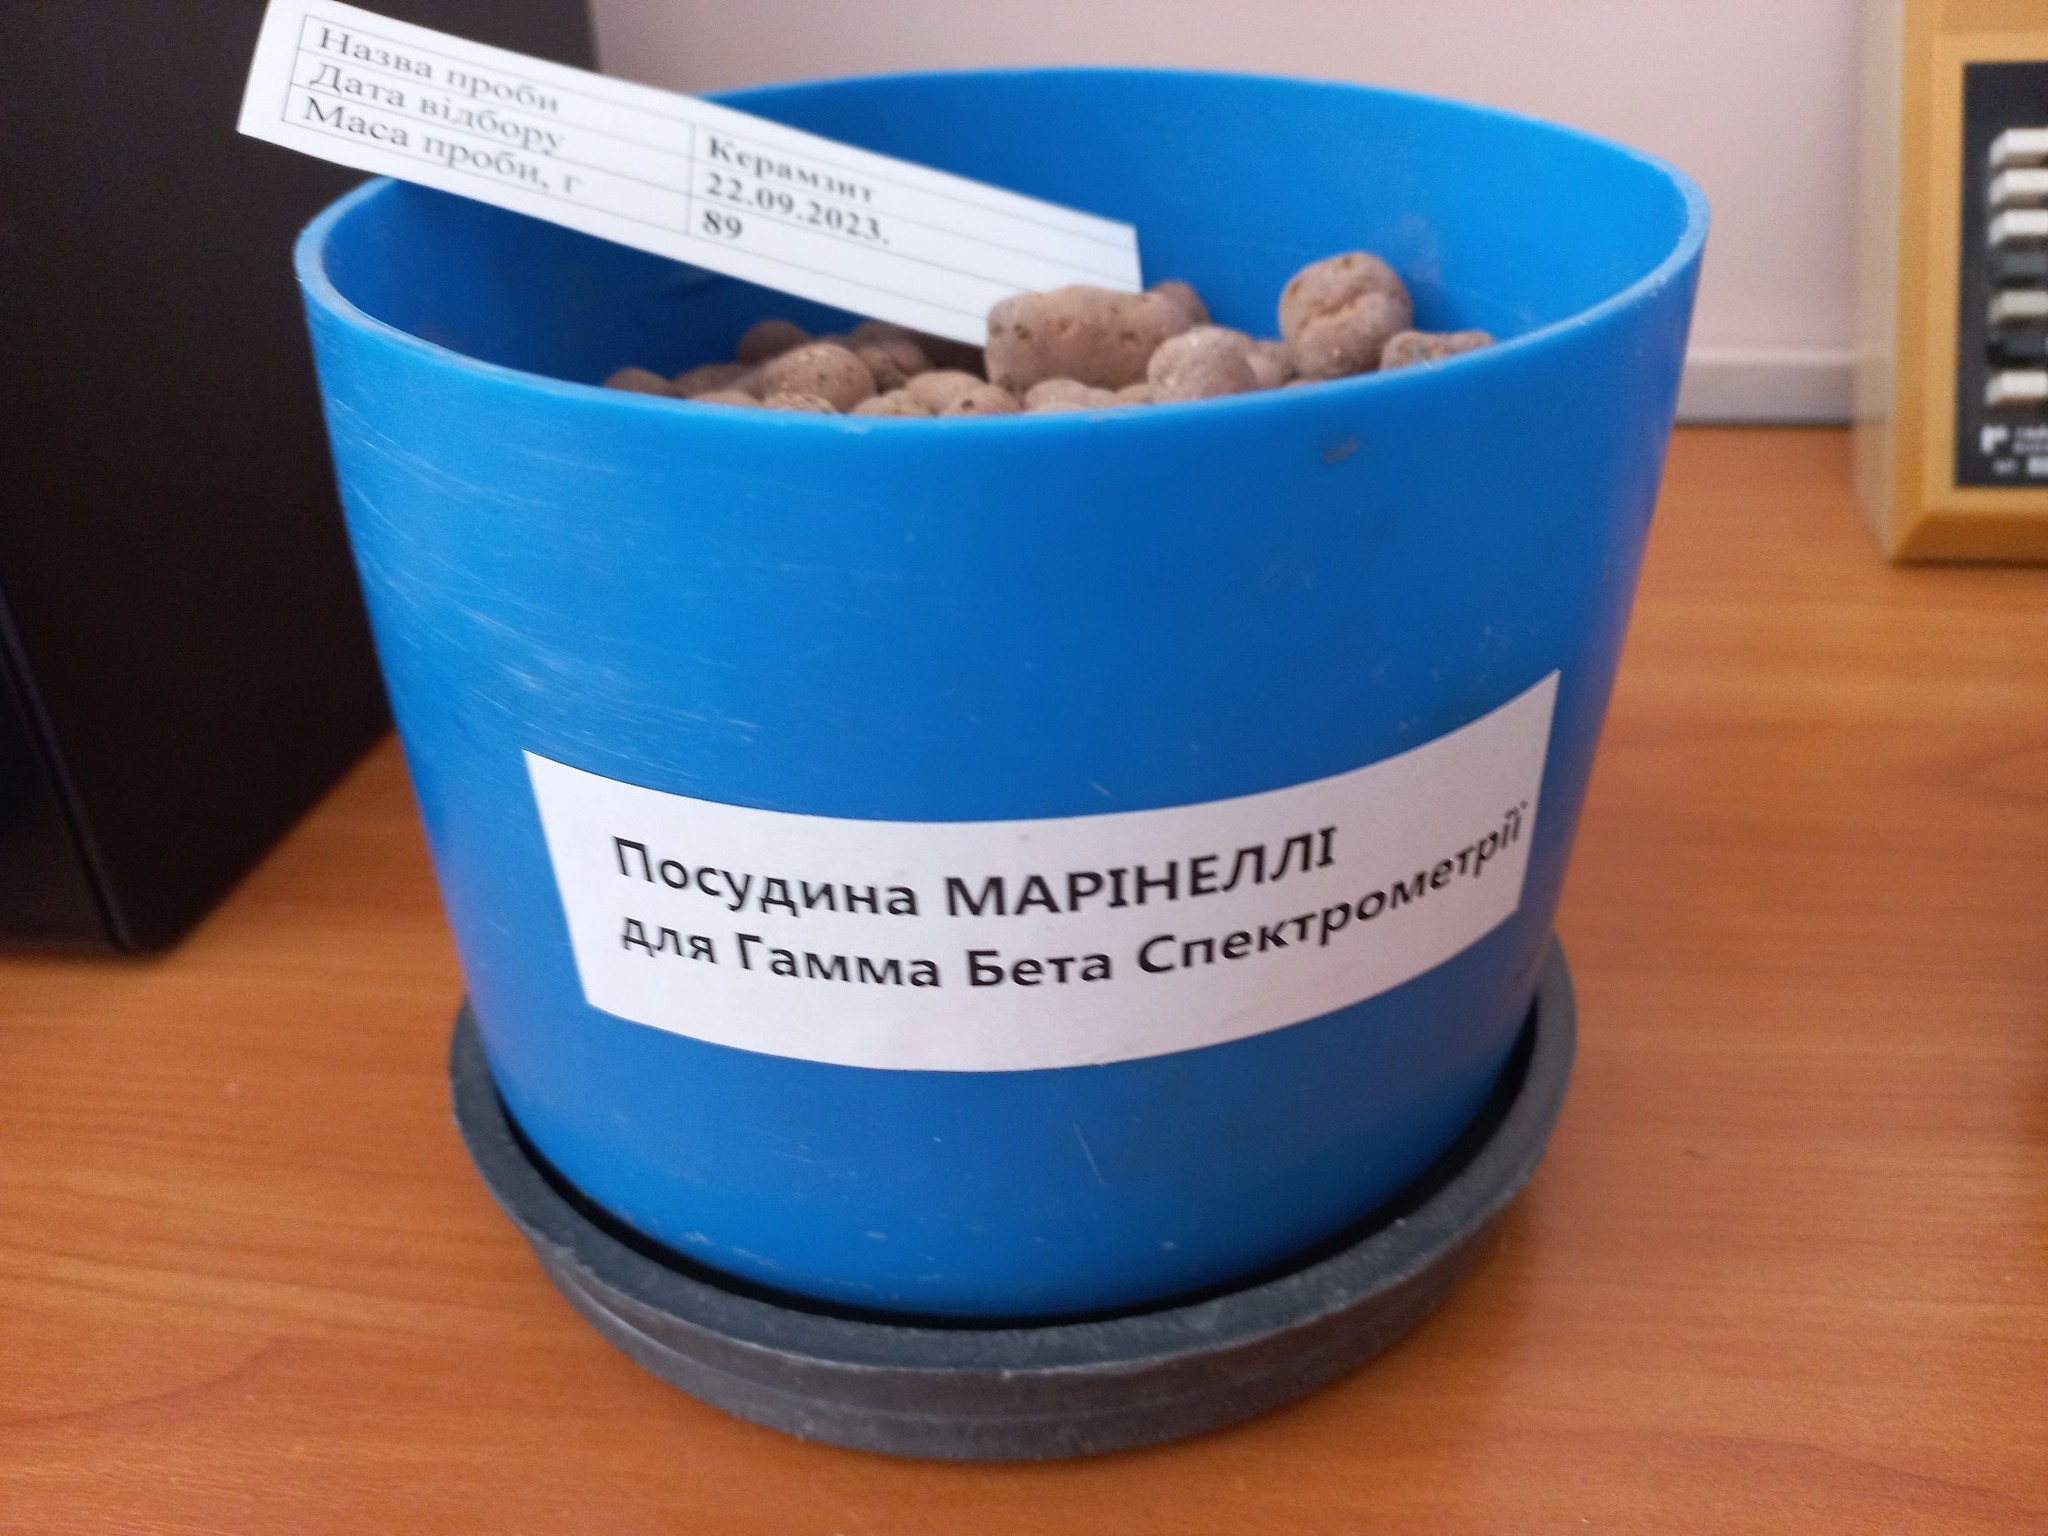 Назва проби Керамзит
Дата відбору 22.09.2023.
Маса проби, г 89
Посудина МАРІНЕЛЛІ
для Гамма Бета Спектрометрії